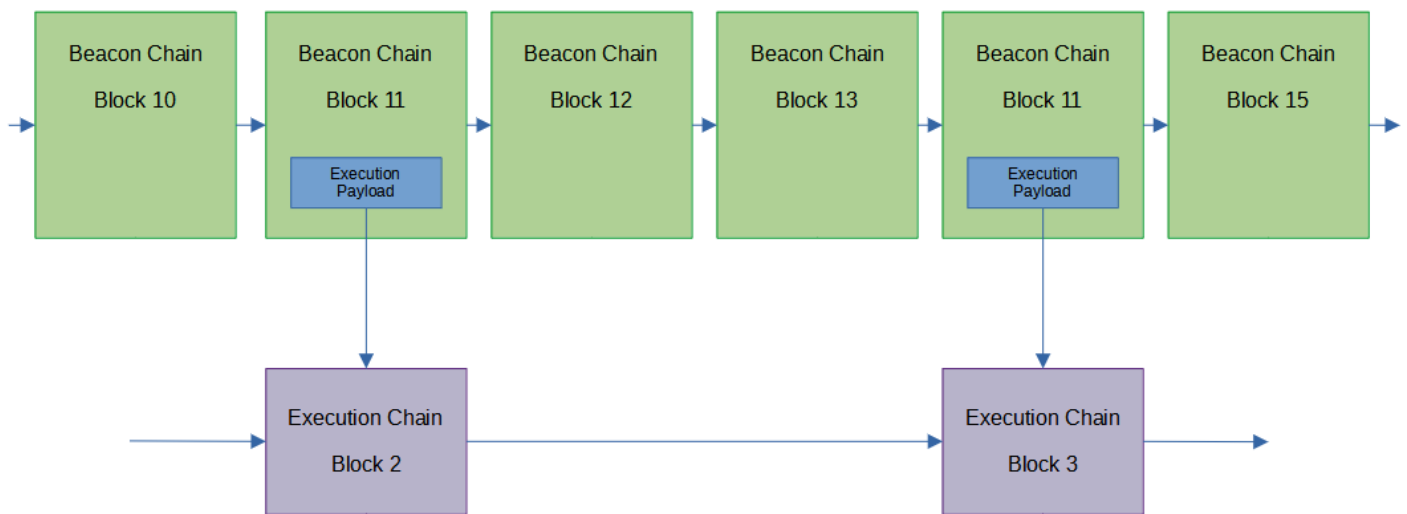 Beacon Chain
Block 10
Beacon Chain
Block 11
Execution
Payload
Beacon Chain
Block 12
Beacon Chain
Block 13
Beacon Chain
Block 11
Execution
Payload
Beacon Chain
Block 15
Execution Chain
Block 2
Execution Chain
Block 3